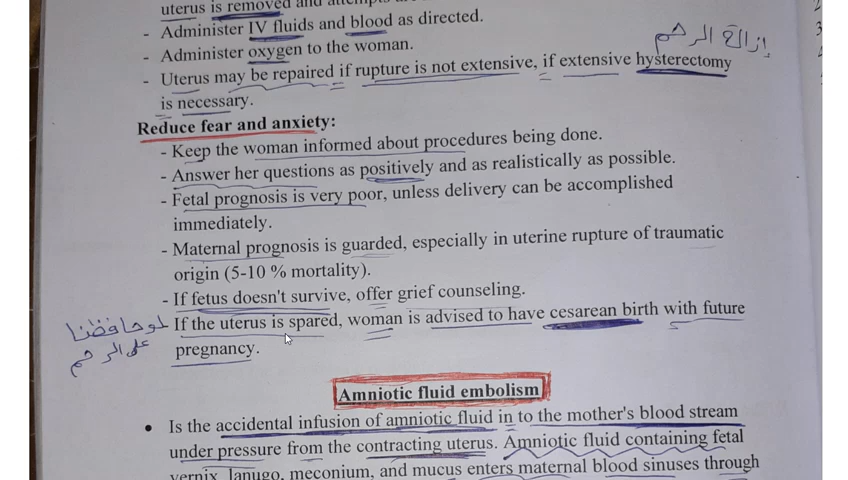 uterus is removed and attempts are
- Administer IV fluids and blood as directed.
- Administer oxygen to the woman.
إزالة الرحم
- Uterus may be repaired if rupture is not extensive, if extensive hysterectomy
is necessary.
Reduce fear and anxiety:
- Keep the woman informed about procedures being done.
- Answer her questions as positively and as realistically as possible.
- Fetal prognosis is very poor, unless delivery can be accomplished
immediately.
- Maternal prognosis is guarded, especially in uterine rupture of traumatic
origin (5-10 % mortality).
- If fetus doesn't survive, offer grief counseling.
لو حافظنا
على الرحم
- If the uterus is spared, woman is advised to have cesarean birth with future
pregnancy.
Amniotic fluid embolism
• Is the accidental infusion of amniotic fluid in to the mother's blood stream
under pressure from the contracting uterus. Amniotic fluid containing fetal
vernix, lanugo, meconium, and mucus enters maternal blood sinuses through